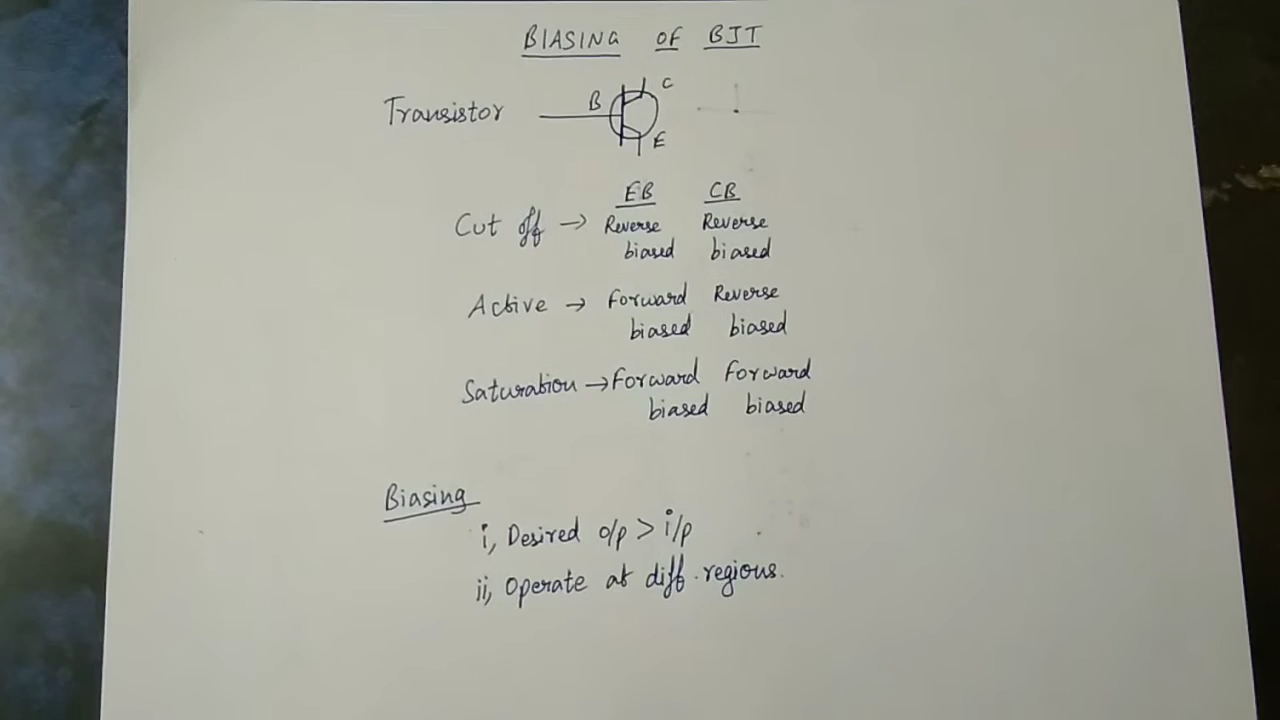 BIASING OF BJT
Transistor B C
E
EB CB
Cut off → Reverse biased Reverse biased
Active → Forward biased Reverse biased
Saturation → Forward biased Forward biased
Biasing
i, Desired o/p > i/p
ii, Operate at diff. regions.